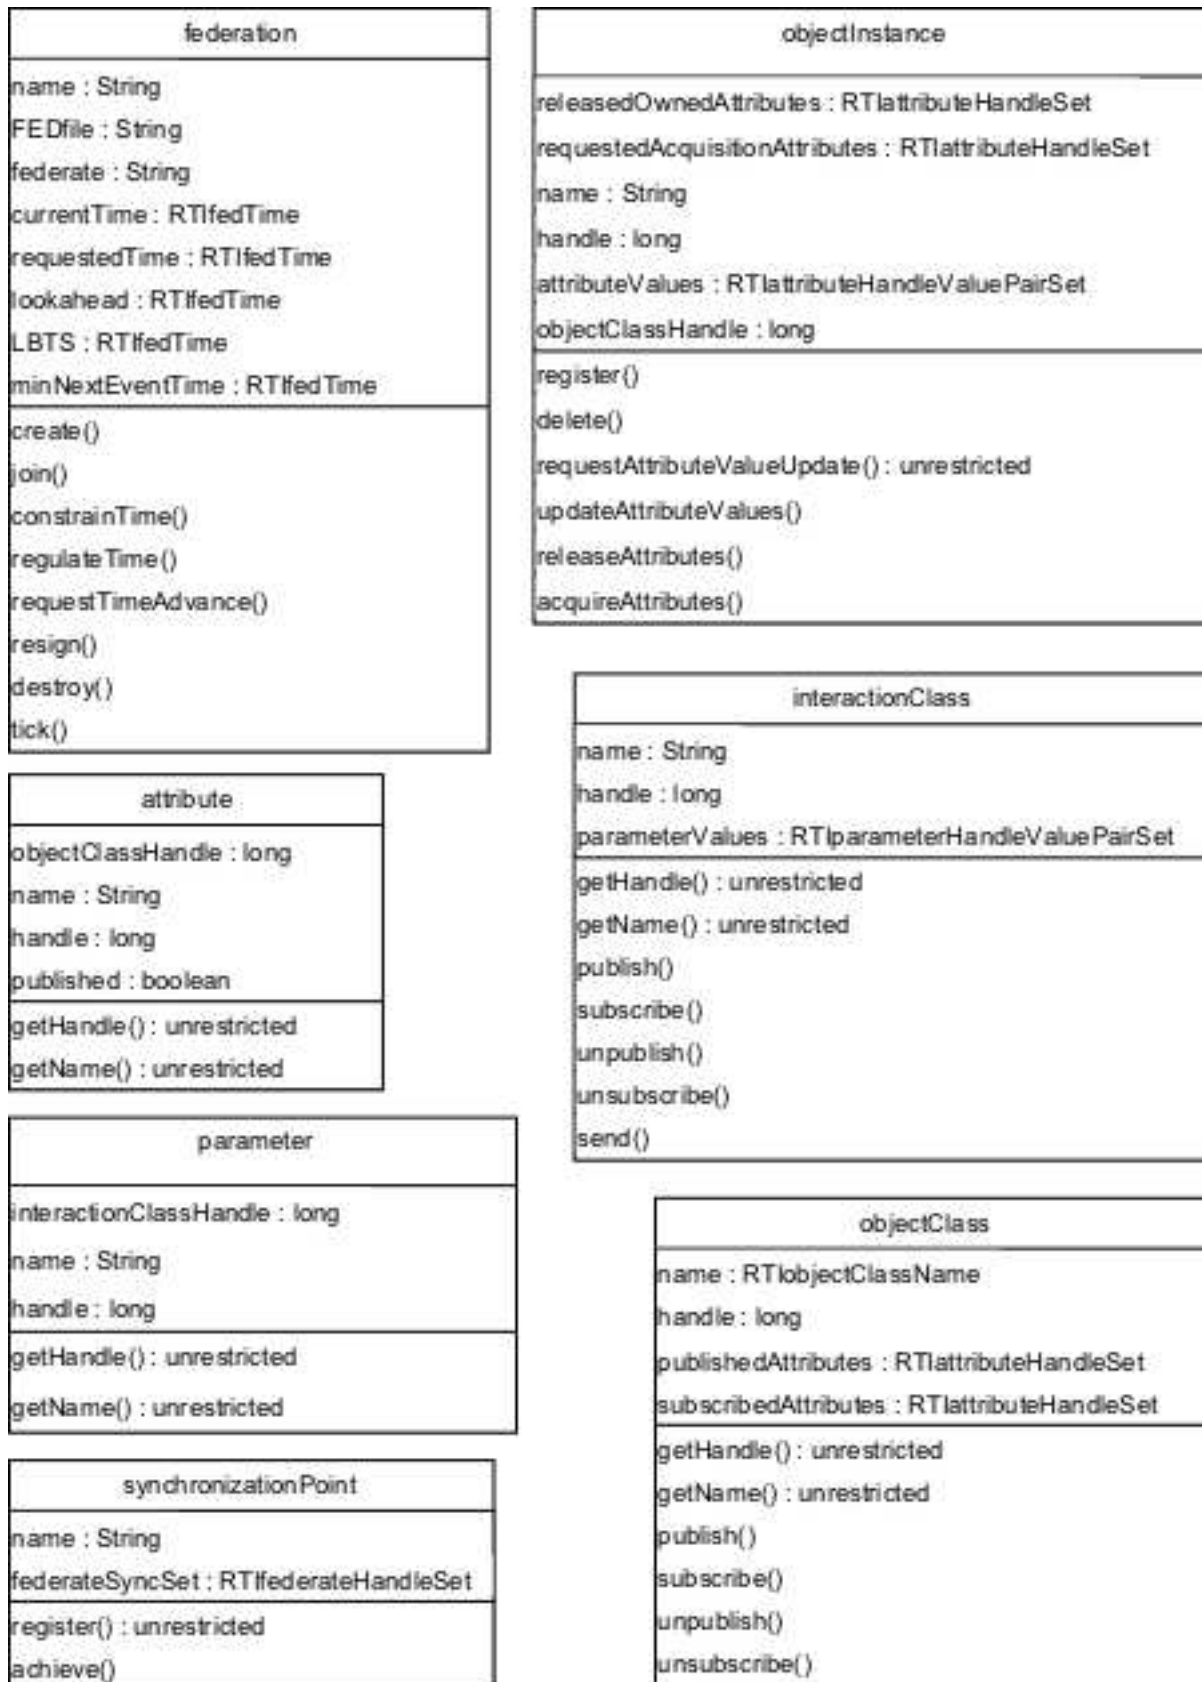 federation
name : String
FEDfile : String
federate : String
currentTime : RTIfedTime
requestedTime : RTIfedTime
lookahead : RTIfedTime
LBTS : RTIfedTime
minNextEventTime : RTIfedTime
create()
join()
constrainTime()
regulateTime()
requestTimeAdvance()
resign()
destroy()
tick()
attribute
objectClassHandle : long
name : String
handle : long
published : boolean
getHandle() : unrestricted
getName() : unrestricted
parameter
interactionClassHandle : long
name : String
handle : long
getHandle() : unrestricted
getName() : unrestricted
synchronizationPoint
name : String
federateSyncSet : RTIfederateHandleSet
register() : unrestricted
achieve()
objectInstance
releasedOwnedAttributes : RTIattributeHandleSet
requestedAcquisitionAttributes : RTIattributeHandleSet
name : String
handle : long
attributeValues : RTIattributeHandleValuePairSet
objectClassHandle : long
register()
delete()
requestAttributeValueUpdate() : unrestricted
updateAttributeValues()
releaseAttributes()
acquireAttributes()
interactionClass
name : String
handle : long
parameterValues : RTIparameterHandleValuePairSet
getHandle() : unrestricted
getName() : unrestricted
publish()
subscribe()
unpublish()
unsubscribe()
send()
objectClass
name : RTIobjectClassName
handle : long
publishedAttributes : RTIattributeHandleSet
subscribedAttributes : RTIattributeHandleSet
getHandle() : unrestricted
getName() : unrestricted
publish()
subscribe()
unpublish()
unsubscribe()